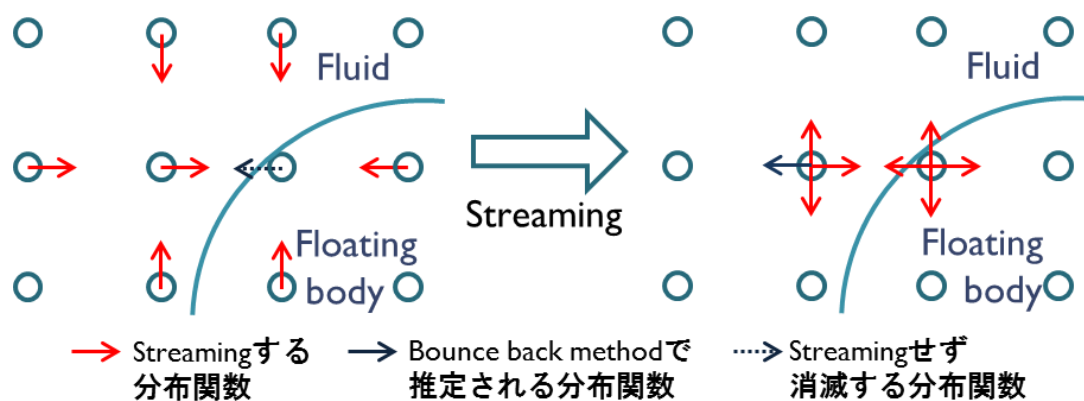 Fluid
Floating
body
Streaming
Fluid
Floating
body
Streamingする
分布関数
Bounce back methodで
推定される分布関数
Streamingせず
消滅する分布関数